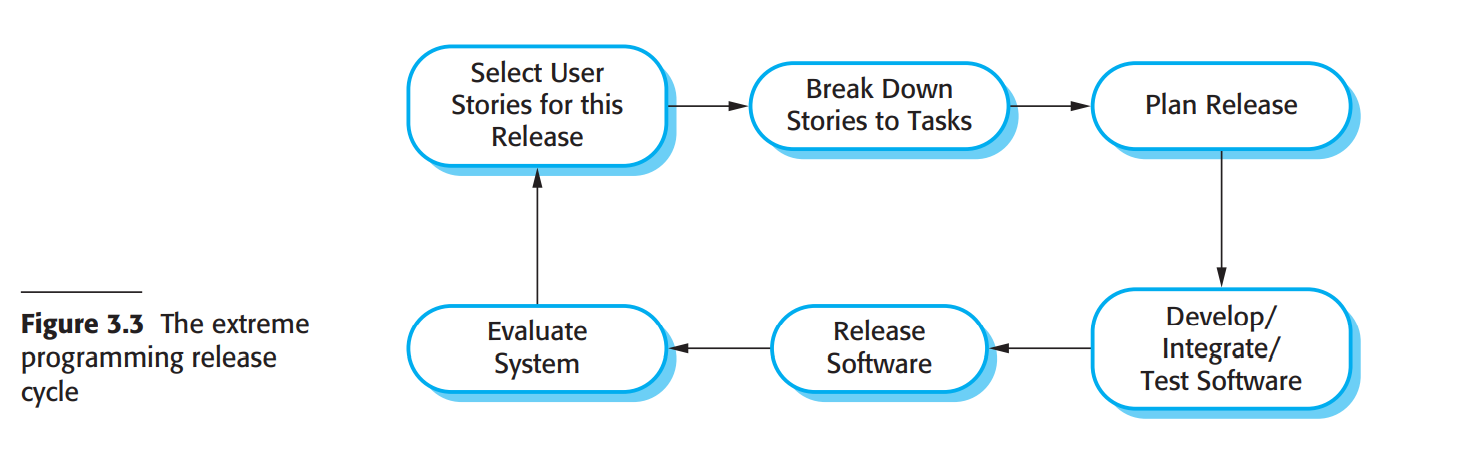 Select User
Stories for this
Release
Break Down
Stories to Tasks
Plan Release
Develop/
Integrate/
Test Software
Release
Software
Evaluate
System
Figure 3.3 The extreme
programming release
cycle